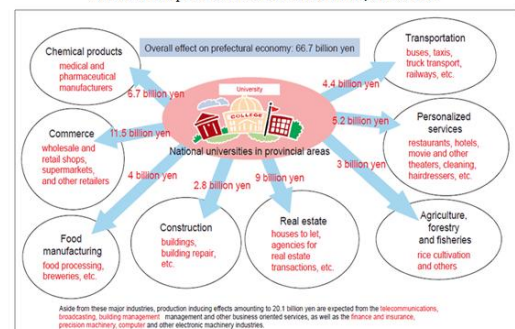 Overall effect on prefectural economy: 66.7 billion yen
University
COLLEGE
National universities in provincial areas
Chemical products
medical and
pharmaceutical
manufacturers
6.7 billion yen
Transportation
buses, taxis,
truck transport,
railways, etc.
4.4 billion yen
Commerce
wholesale and
retail shops,
supermarkets,
and other retailers
11.5 billion yen
Personalized
services
restaurants, hotels,
movie and other
theaters, cleaning,
hairdressers, etc.
5.2 billion yen
Food
manufacturing
food processing,
breweries, etc.
4 billion yen
Construction
buildings,
building repair,
etc.
2.8 billion yen
Real estate
houses to let,
agencies for
real estate
transactions, etc.
9 billion yen
Agriculture,
forestry
and fisheries
rice cultivation
and others
3 billion yen
Aside from these major industries, production inducing effects amounting to 20.1 billion yen are expected from the telecommunications,
broadcasting, building management management and other business oriented services, as well as the finance and insurance,
precision machinery, computer and other electronic machinery industries.